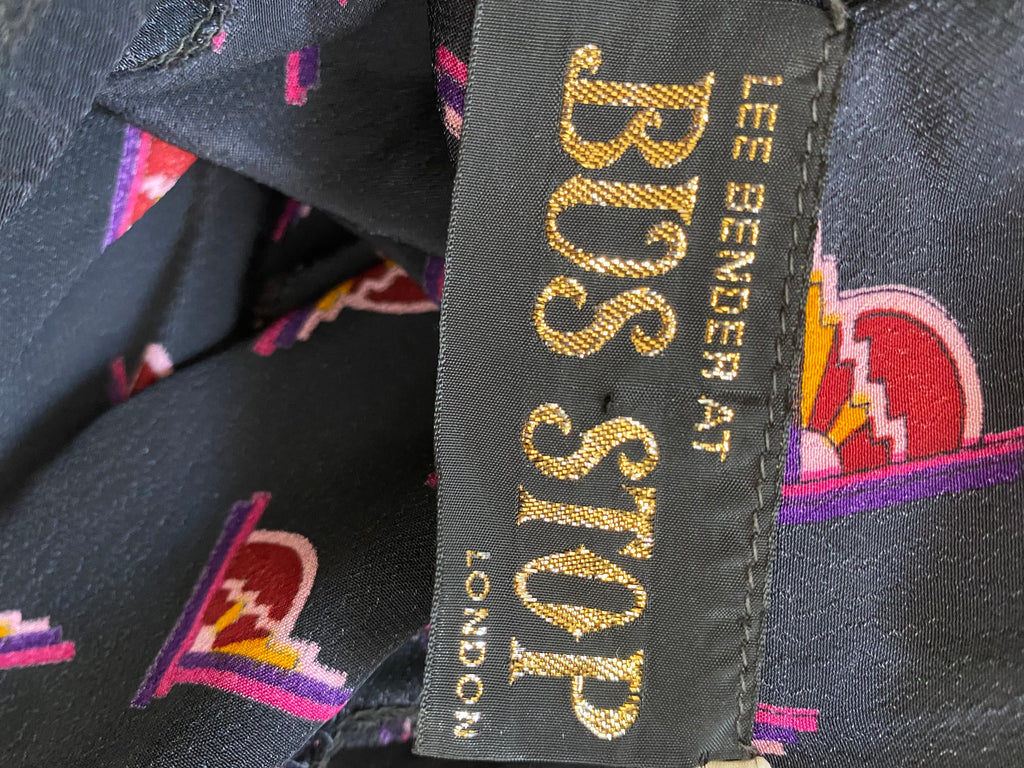 LEE BENDER AT
BUS STOP
LONDON